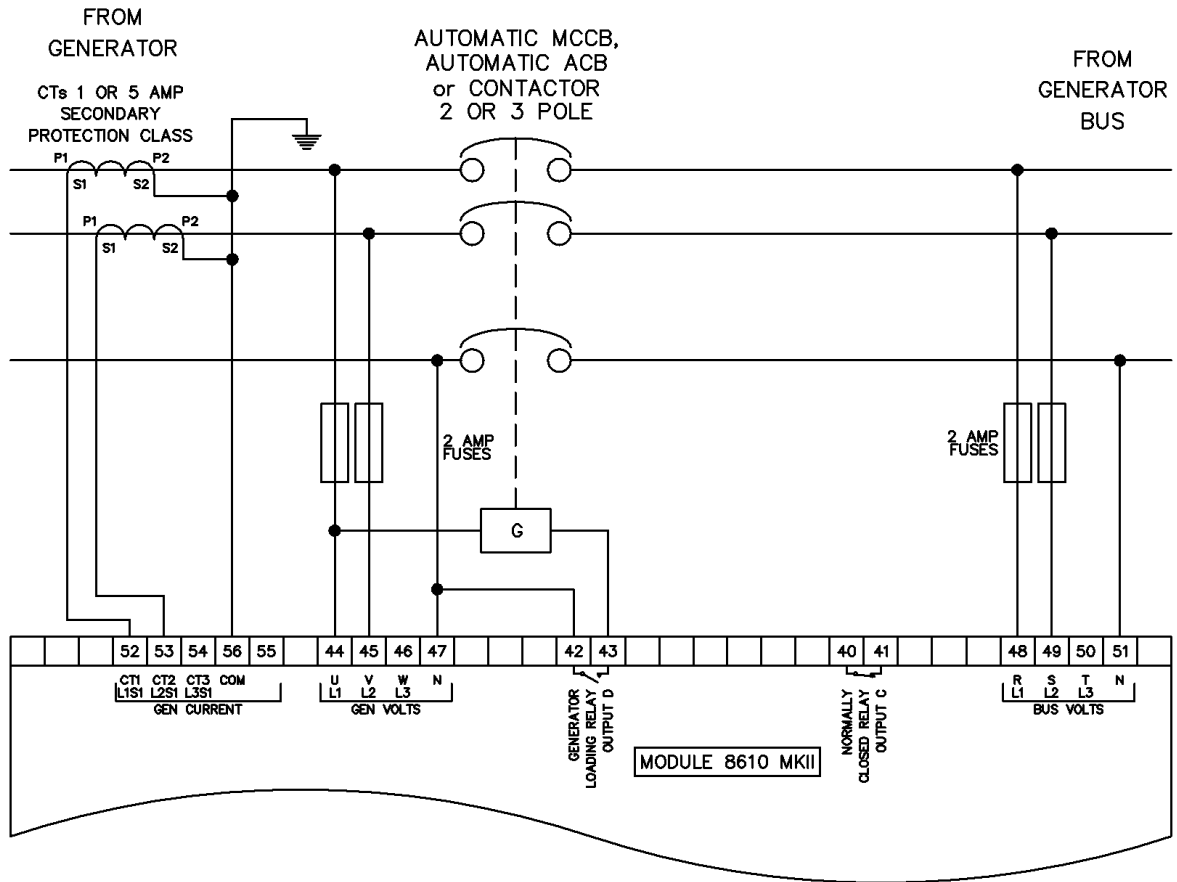 FROM
GENERATOR
CTs 1 OR 5 AMP
SECONDARY
PROTECTION CLASS
AUTOMATIC MCCB,
AUTOMATIC ACB
or CONTACTOR
2 OR 3 POLE
FROM
GENERATOR
BUS
P1 P2
S1 S2
P1 P2
S1 S2
2 AMP
FUSES
2 AMP
FUSES
G
52 53 54 56 55 44 45 46 47 42 43 40 41 48 49 50 51
CT1 CT2 CT3 COM
L1S1 L2S1 L3S1
GEN CURRENT
U V W N
L1 L2 L3
GEN VOLTS
GENERATOR
LOADING RELAY
OUTPUT D
NORMALLY
CLOSED RELAY
OUTPUT C
R S T N
L1 L2 L3
BUS VOLTS
MODULE 8610 MKII